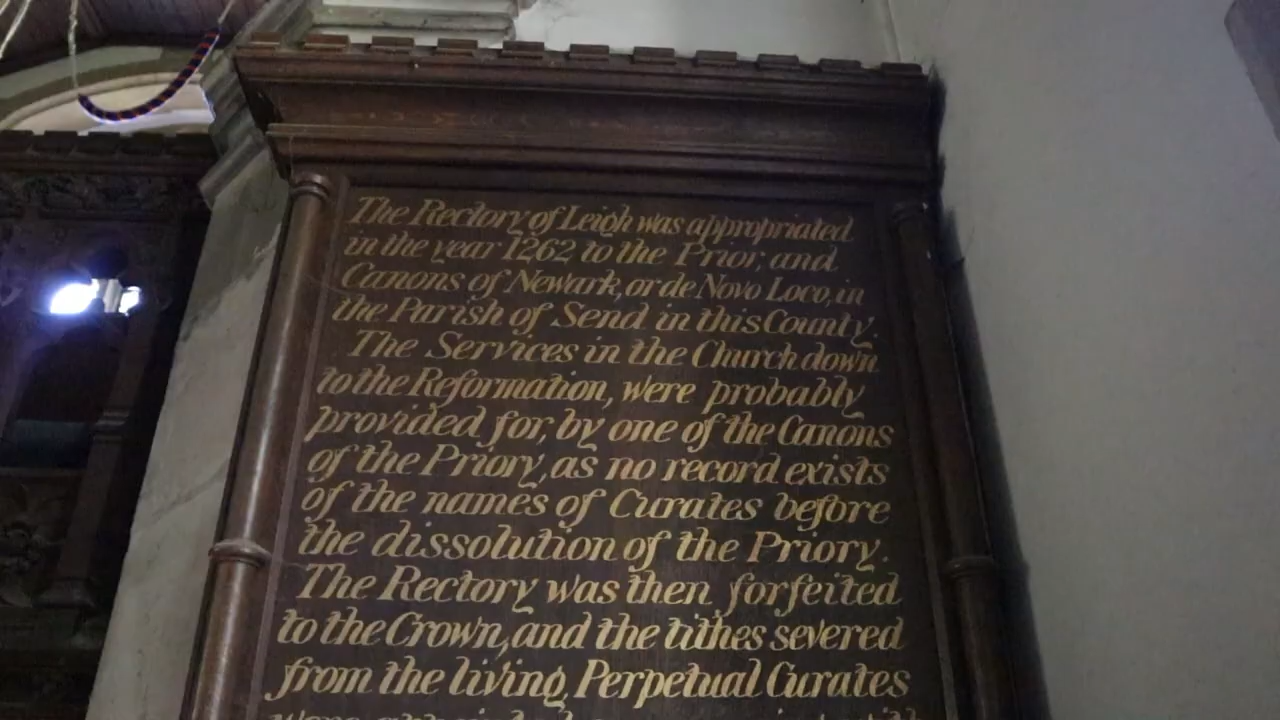 The Rectory of Leigh was appropriated
in the year 1262 to the Prior, and
Canons of Newark, or de Novo Loco, in
the Parish of Send in this County.
The Services in the Church down
to the Reformation, were probably
provided for, by one of the Canons
of the Priory, as no record exists
of the names of Curates before
the dissolution of the Priory.
The Rectory was then forfeited
to the Crown, and the tithes severed
from the living, Perpetual Curates